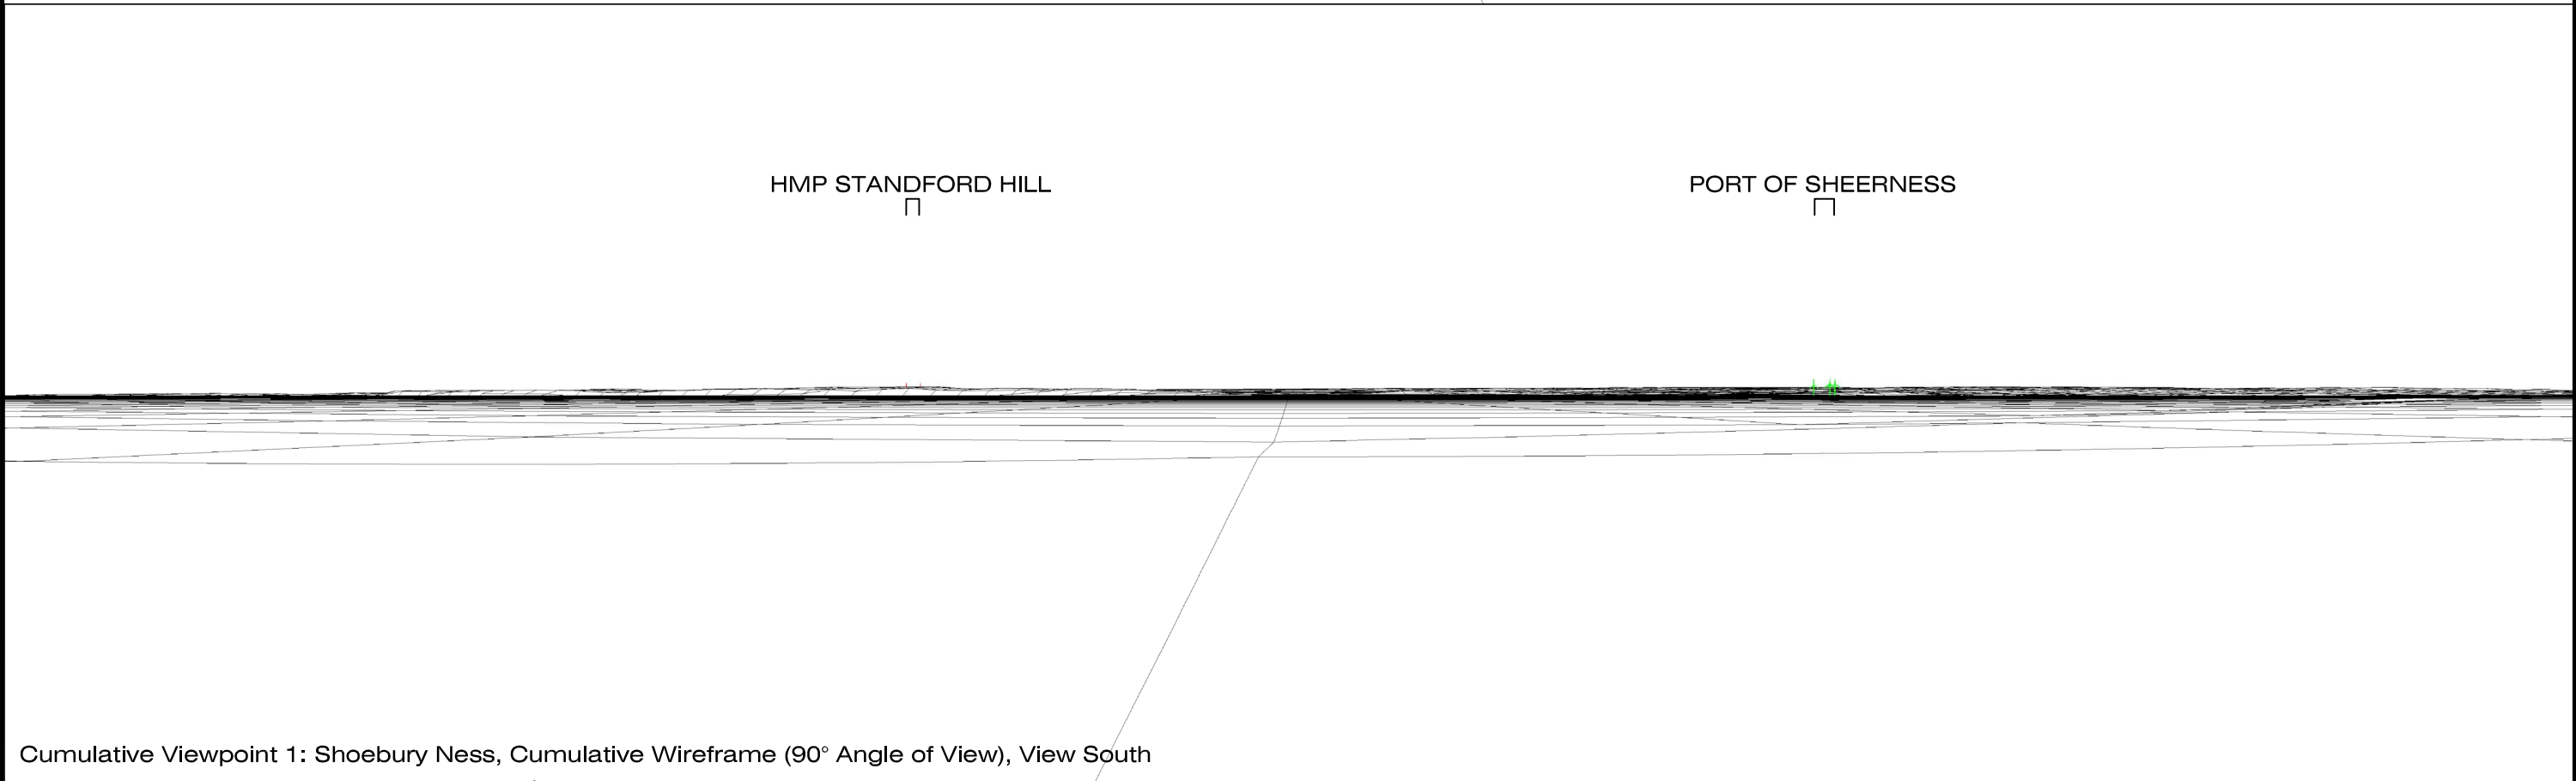 HMP STANDFORD HILL
PORT OF SHEERNESS
Cumulative Viewpoint 1: Shoebury Ness, Cumulative Wireframe (90° Angle of View), View South